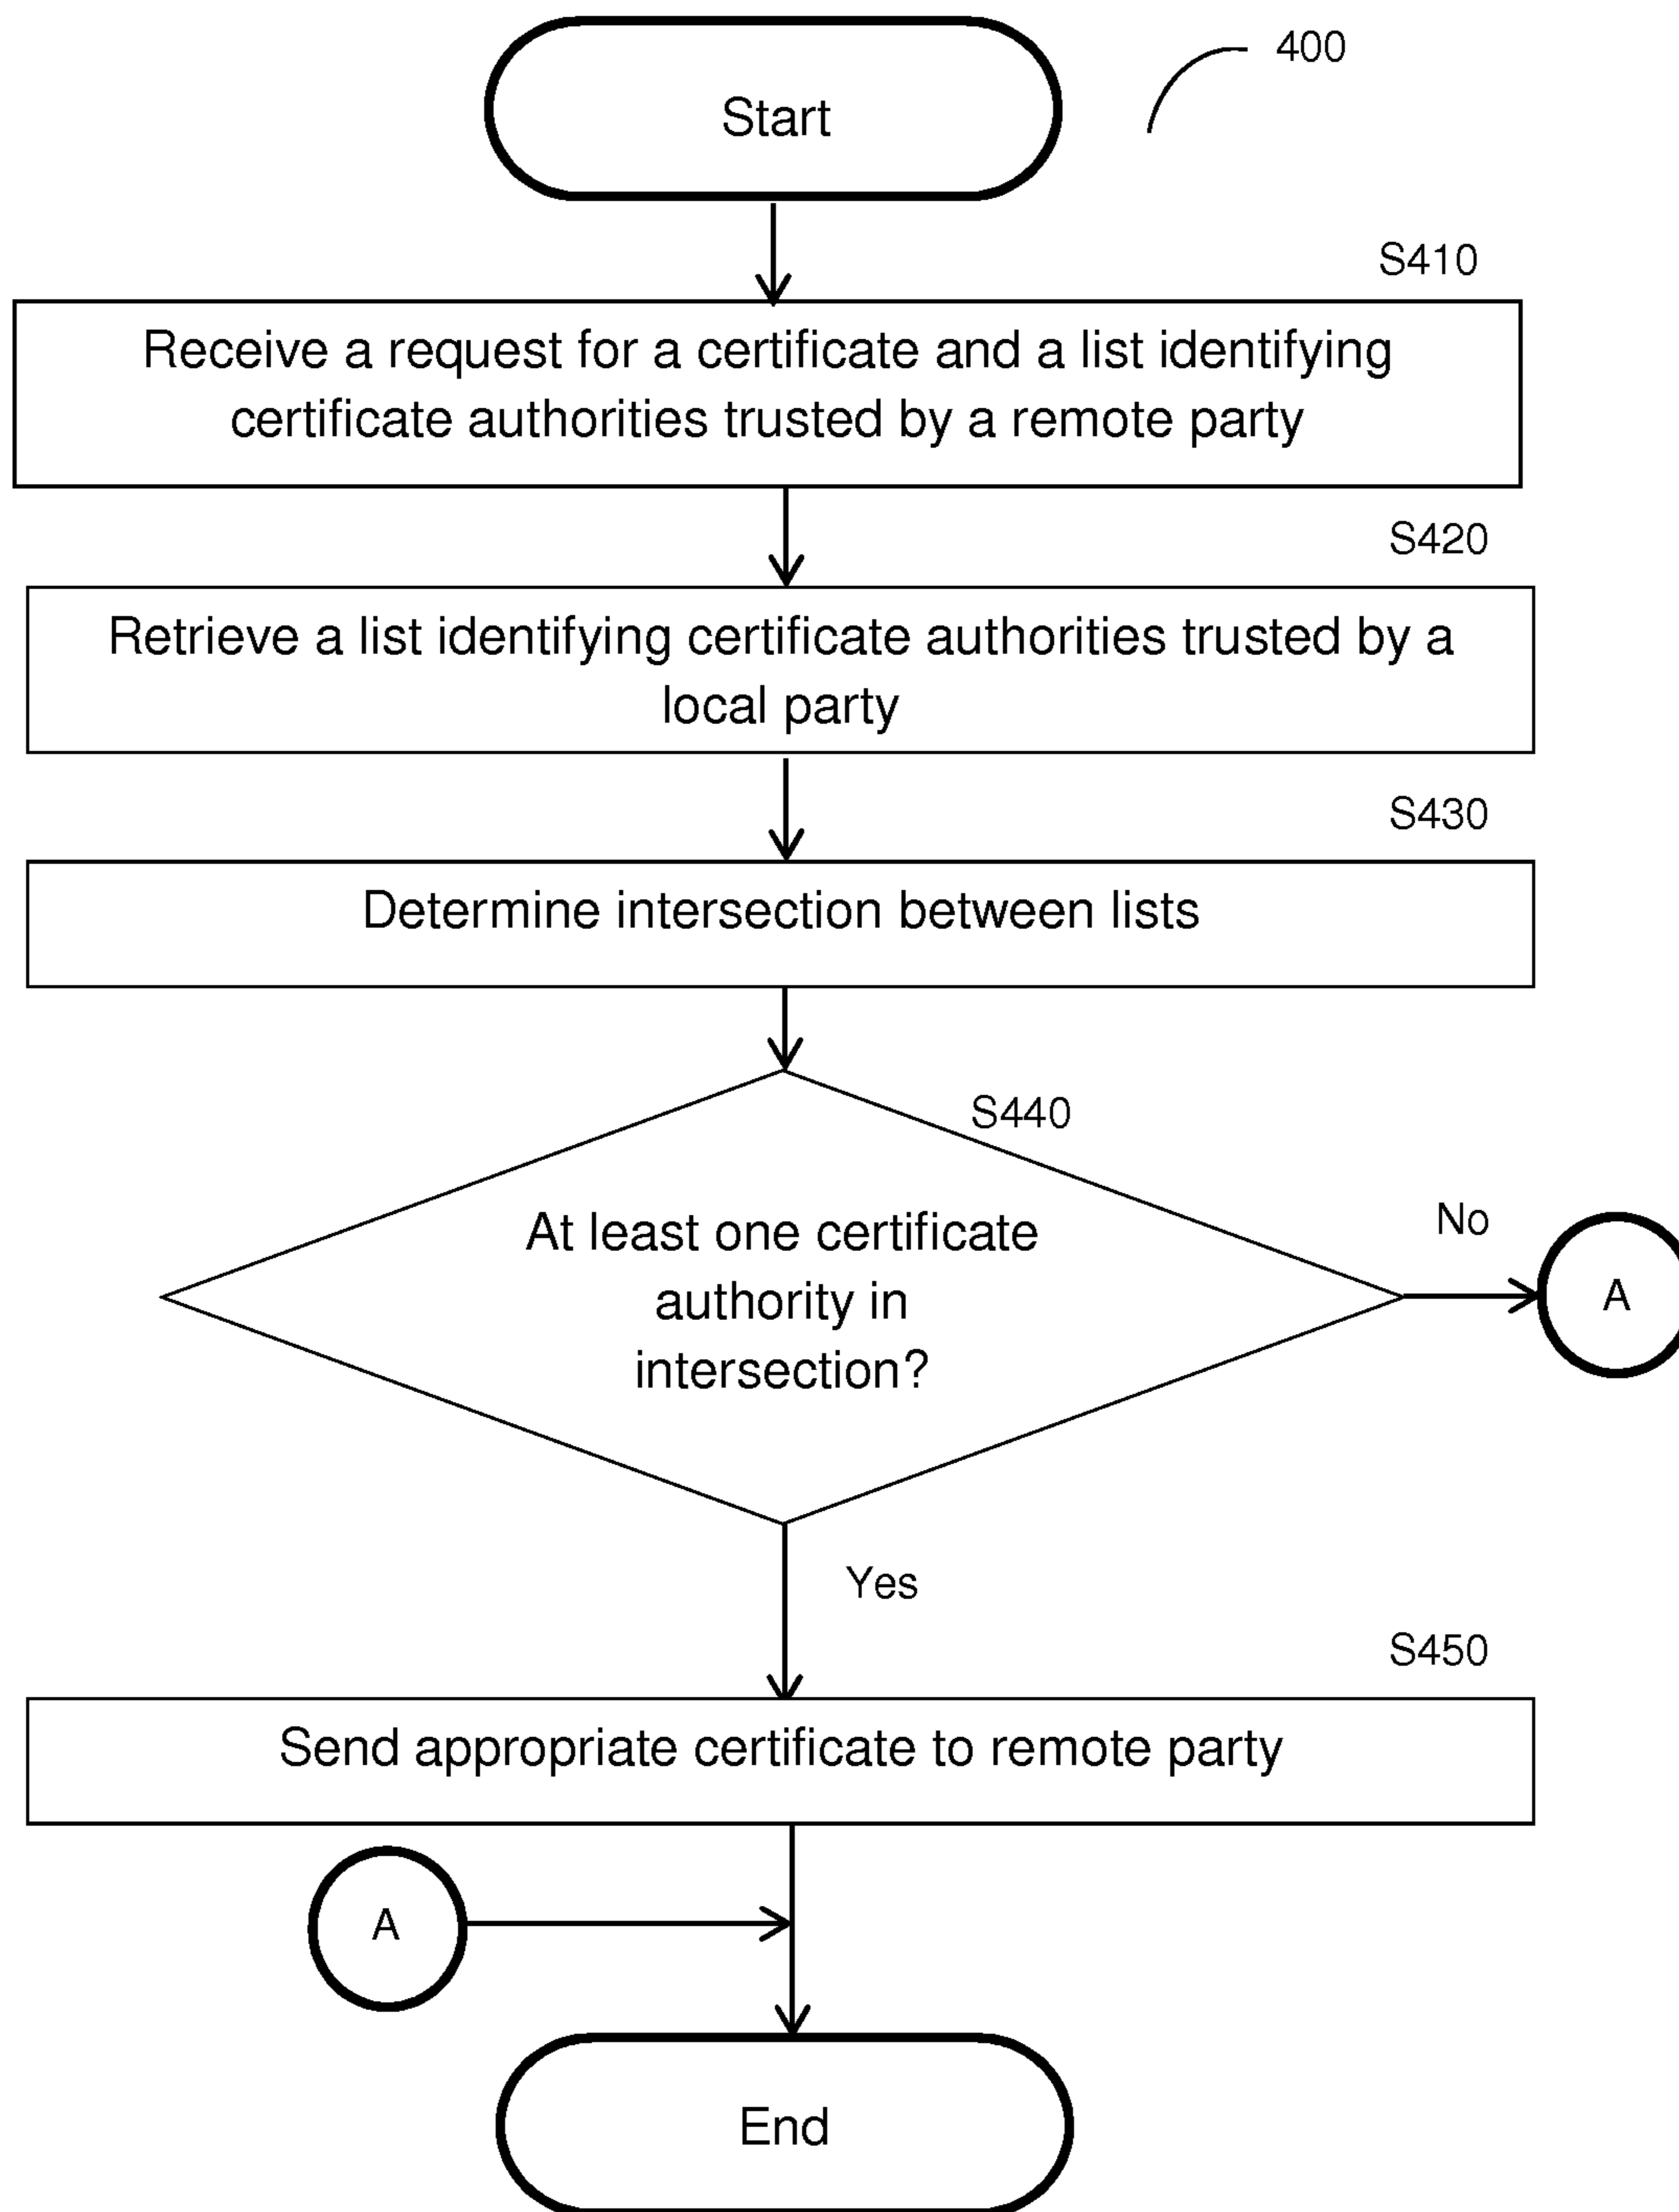 Start
400
S410
Receive a request for a certificate and a list identifying
certificate authorities trusted by a remote party
S420
Retrieve a list identifying certificate authorities trusted by a
local party
S430
Determine intersection between lists
S440
At least one certificate
authority in
intersection?
No
A
Yes
S450
Send appropriate certificate to remote party
A
End